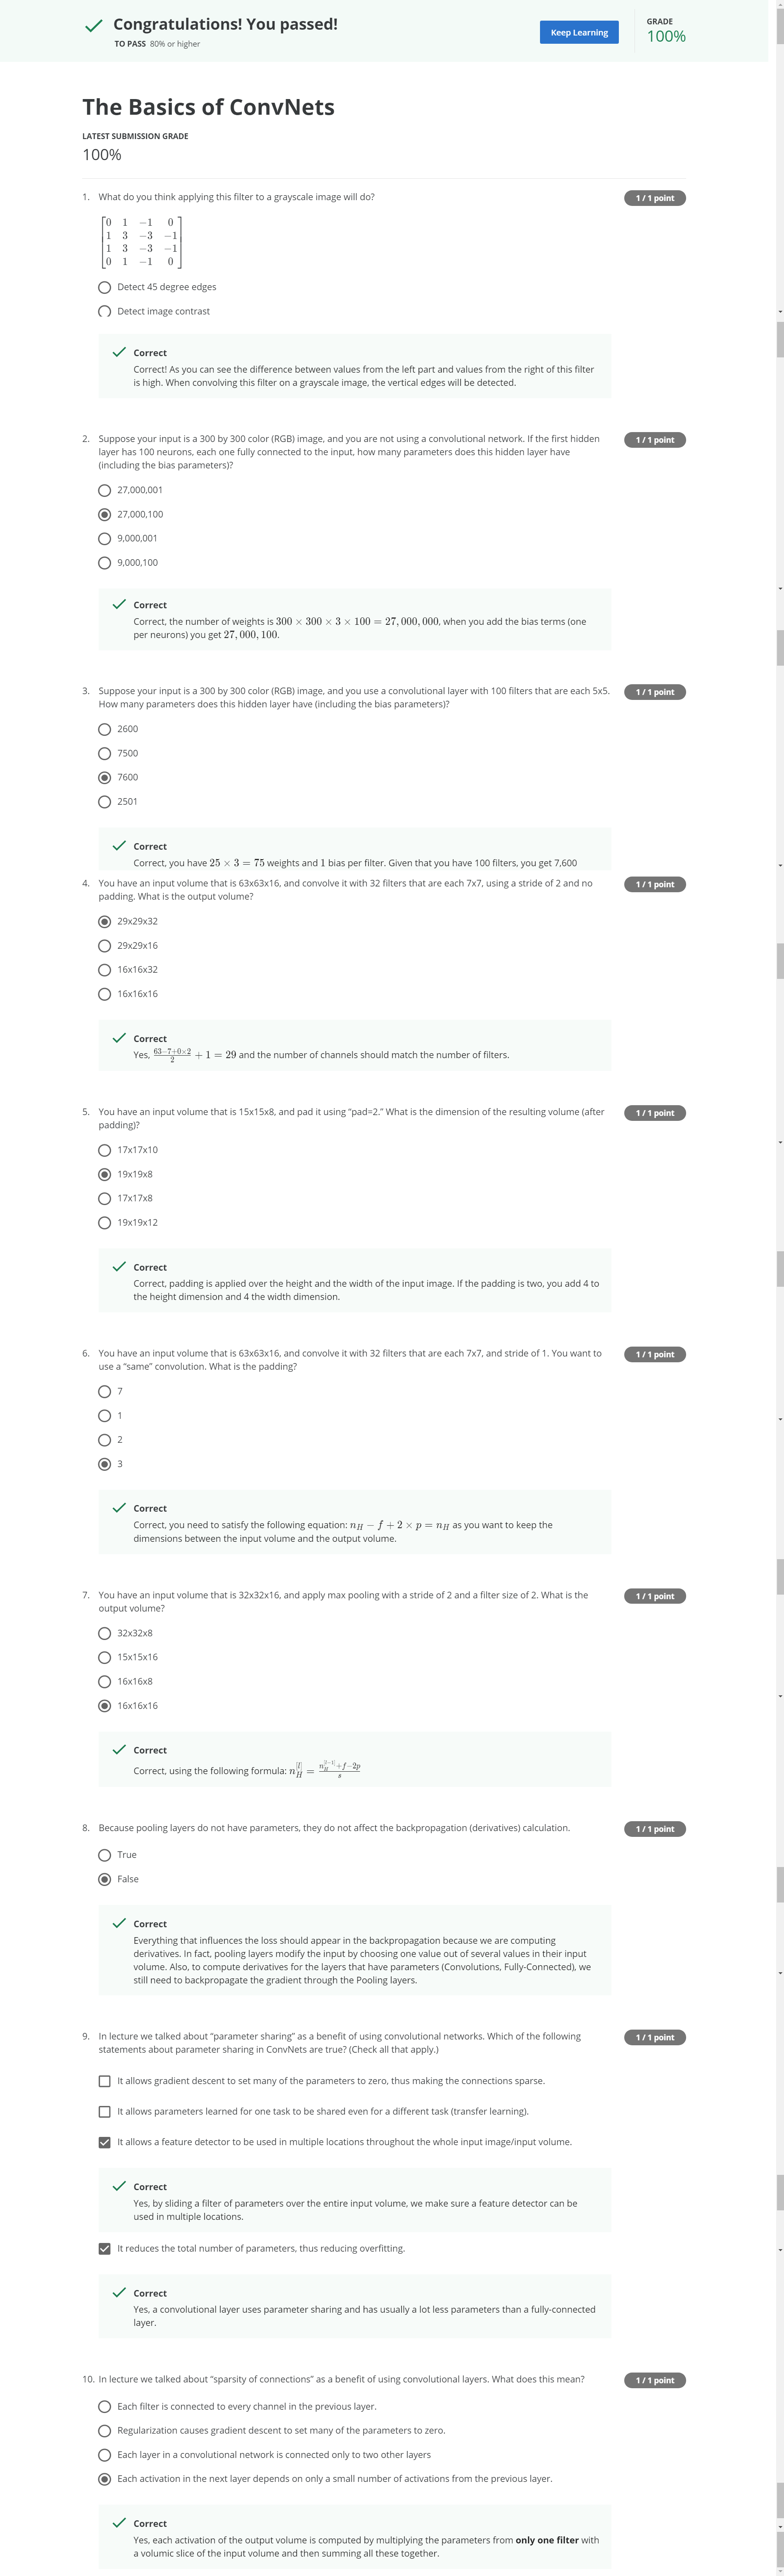 Congratulations! You passed!
TO PASS 80% or higher
Keep Learning
GRADE
100%
The Basics of ConvNets
LATEST SUBMISSION GRADE
100%
1. What do you think applying this filter to a grayscale image will do?
1 / 1 point
0 1 −1 0
1 3 −3 −1
1 3 −3 −1
0 1 −1 0
Detect 45 degree edges
Detect image contrast
Correct
Correct! As you can see the difference between values from the left part and values from the right of this filter
is high. When convolving this filter on a grayscale image, the vertical edges will be detected.
2. Suppose your input is a 300 by 300 color (RGB) image, and you are not using a convolutional network. If the first hidden
layer has 100 neurons, each one fully connected to the input, how many parameters does this hidden layer have
(including the bias parameters)?
1 / 1 point
27,000,001
27,000,100
9,000,001
9,000,100
Correct
Correct, the number of weights is 300 × 300 × 3 × 100 = 27, 000, 000, when you add the bias terms (one
per neurons) you get 27, 000, 100.
3. Suppose your input is a 300 by 300 color (RGB) image, and you use a convolutional layer with 100 filters that are each 5x5.
How many parameters does this hidden layer have (including the bias parameters)?
1 / 1 point
2600
7500
7600
2501
Correct
Correct, you have 25 × 3 = 75 weights and 1 bias per filter. Given that you have 100 filters, you get 7,600
4. You have an input volume that is 63x63x16, and convolve it with 32 filters that are each 7x7, using a stride of 2 and no
padding. What is the output volume?
1 / 1 point
29x29x32
29x29x16
16x16x32
16x16x16
Correct
Yes, (63−7+0×2)/2 + 1 = 29 and the number of channels should match the number of filters.
5. You have an input volume that is 15x15x8, and pad it using “pad=2.” What is the dimension of the resulting volume (after
padding)?
1 / 1 point
17x17x10
19x19x8
17x17x8
19x19x12
Correct
Correct, padding is applied over the height and the width of the input image. If the padding is two, you add 4 to
the height dimension and 4 the width dimension.
6. You have an input volume that is 63x63x16, and convolve it with 32 filters that are each 7x7, and stride of 1. You want to
use a “same” convolution. What is the padding?
1 / 1 point
7
1
2
3
Correct
Correct, you need to satisfy the following equation: n_H − f + 2 × p = n_H as you want to keep the
dimensions between the input volume and the output volume.
7. You have an input volume that is 32x32x16, and apply max pooling with a stride of 2 and a filter size of 2. What is the
output volume?
1 / 1 point
32x32x8
15x15x16
16x16x8
16x16x16
Correct
Correct, using the following formula: n_H^[l] = (n_H^[l−1]+f−2p)/s
8. Because pooling layers do not have parameters, they do not affect the backpropagation (derivatives) calculation.
1 / 1 point
True
False
Correct
Everything that influences the loss should appear in the backpropagation because we are computing
derivatives. In fact, pooling layers modify the input by choosing one value out of several values in their input
volume. Also, to compute derivatives for the layers that have parameters (Convolutions, Fully-Connected), we
still need to backpropagate the gradient through the Pooling layers.
9. In lecture we talked about “parameter sharing” as a benefit of using convolutional networks. Which of the following
statements about parameter sharing in ConvNets are true? (Check all that apply.)
1 / 1 point
It allows gradient descent to set many of the parameters to zero, thus making the connections sparse.
It allows parameters learned for one task to be shared even for a different task (transfer learning).
It allows a feature detector to be used in multiple locations throughout the whole input image/input volume.
Correct
Yes, by sliding a filter of parameters over the entire input volume, we make sure a feature detector can be
used in multiple locations.
It reduces the total number of parameters, thus reducing overfitting.
Correct
Yes, a convolutional layer uses parameter sharing and has usually a lot less parameters than a fully-connected
layer.
10. In lecture we talked about “sparsity of connections” as a benefit of using convolutional layers. What does this mean?
1 / 1 point
Each filter is connected to every channel in the previous layer.
Regularization causes gradient descent to set many of the parameters to zero.
Each layer in a convolutional network is connected only to two other layers
Each activation in the next layer depends on only a small number of activations from the previous layer.
Correct
Yes, each activation of the output volume is computed by multiplying the parameters from only one filter with
a volumic slice of the input volume and then summing all these together.